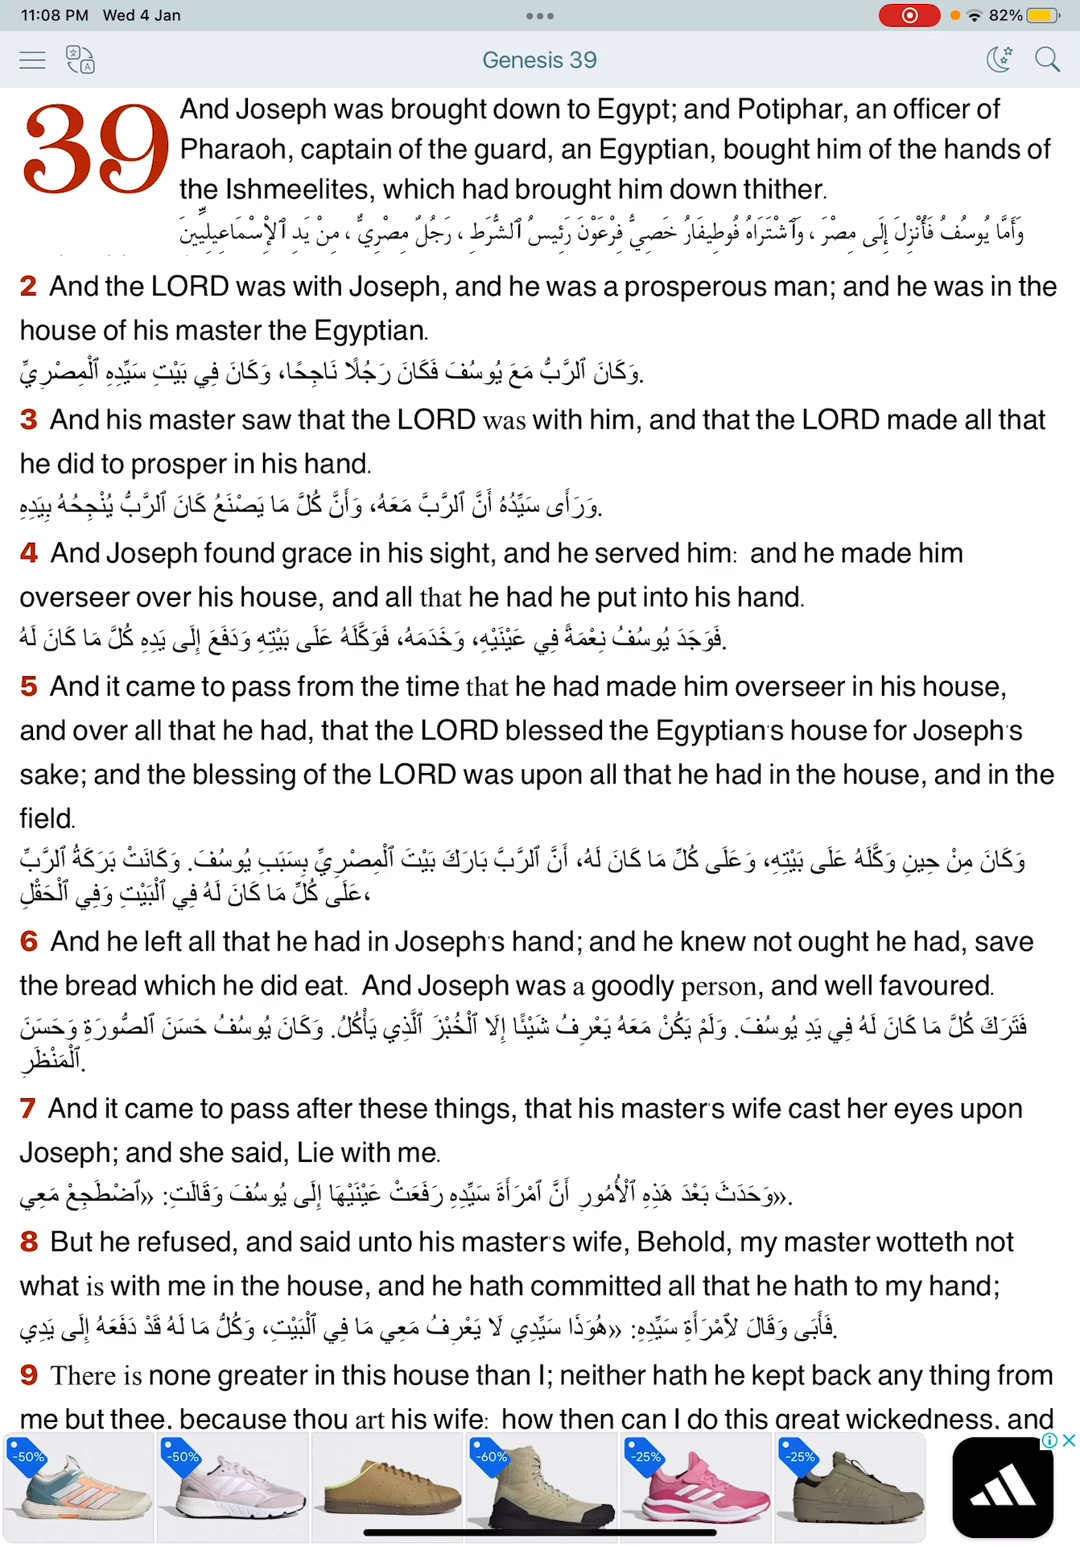 11:08 PM Wed 4 Jan
82%
Genesis 39
39 And Joseph was brought down to Egypt; and Potiphar, an officer of
Pharaoh, captain of the guard, an Egyptian, bought him of the hands of
the Ishmeelites, which had brought him down thither.
وَأَمَّا يُوسُفُ فَأُنْزِلَ إِلَى مِصْرَ، وَٱشْتَرَاهُ فُوطِيفَارُ خَصِيُّ فِرْعَوْنَ رَئِيسُ ٱلشُّرَطِ، رَجُلٌ مِصْرِيٌّ، مِنْ يَدِ ٱلْإِسْمَاعِيلِيِّينَ
2 And the LORD was with Joseph, and he was a prosperous man; and he was in the
house of his master the Egyptian.
وَكَانَ ٱلرَّبُّ مَعَ يُوسُفَ فَكَانَ رَجُلًا نَاجِحًا، وَكَانَ فِي بَيْتِ سَيِّدِهِ ٱلْمِصْرِيِّ.
3 And his master saw that the LORD was with him, and that the LORD made all that
he did to prosper in his hand.
وَرَأَى سَيِّدُهُ أَنَّ ٱلرَّبَّ مَعَهُ، وَأَنَّ كُلَّ مَا يَصْنَعُ كَانَ ٱلرَّبُّ يُنْجِحُهُ بِيَدِهِ.
4 And Joseph found grace in his sight, and he served him: and he made him
overseer over his house, and all that he had he put into his hand.
فَوَجَدَ يُوسُفُ نِعْمَةً فِي عَيْنَيْهِ، وَخَدَمَهُ، فَوَكَّلَهُ عَلَى بَيْتِهِ وَدَفَعَ إِلَى يَدِهِ كُلَّ مَا كَانَ لَهُ.
5 And it came to pass from the time that he had made him overseer in his house,
and over all that he had, that the LORD blessed the Egyptian's house for Joseph's
sake; and the blessing of the LORD was upon all that he had in the house, and in the
field.
وَكَانَ مِنْ حِينِ وَكَّلَهُ عَلَى بَيْتِهِ، وَعَلَى كُلِّ مَا كَانَ لَهُ، أَنَّ ٱلرَّبَّ بَارَكَ بَيْتَ ٱلْمِصْرِيِّ بِسَبَبِ يُوسُفَ. وَكَانَتْ بَرَكَةُ ٱلرَّبِّ
عَلَى كُلِّ مَا كَانَ لَهُ فِي ٱلْبَيْتِ وَفِي ٱلْحَقْلِ،
6 And he left all that he had in Joseph's hand; and he knew not ought he had, save
the bread which he did eat. And Joseph was a goodly person, and well favoured.
فَتَرَكَ كُلَّ مَا كَانَ لَهُ فِي يَدِ يُوسُفَ. وَلَمْ يَكُنْ مَعَهُ يَعْرِفُ شَيْئًا إِلَّا ٱلْخُبْزَ ٱلَّذِي يَأْكُلُ. وَكَانَ يُوسُفُ حَسَنَ ٱلصُّورَةِ وَحَسَنَ
ٱلْمَنْظَرِ.
7 And it came to pass after these things, that his master's wife cast her eyes upon
Joseph; and she said, Lie with me.
وَحَدَثَ بَعْدَ هَذِهِ ٱلْأُمُورِ أَنَّ ٱمْرَأَةَ سَيِّدِهِ رَفَعَتْ عَيْنَيْهَا إِلَى يُوسُفَ وَقَالَتِ: «ٱضْطَجِعْ مَعِي».
8 But he refused, and said unto his master's wife, Behold, my master wotteth not
what is with me in the house, and he hath committed all that he hath to my hand;
فَأَبَى وَقَالَ لِٱمْرَأَةِ سَيِّدِهِ: «هُوَذَا سَيِّدِي لَا يَعْرِفُ مَعِي مَا فِي ٱلْبَيْتِ، وَكُلُّ مَا لَهُ قَدْ دَفَعَهُ إِلَى يَدِي.
9 There is none greater in this house than I; neither hath he kept back any thing from
me but thee, because thou art his wife: how then can I do this great wickedness, and
-50%
-50%
-60%
-25%
-25%